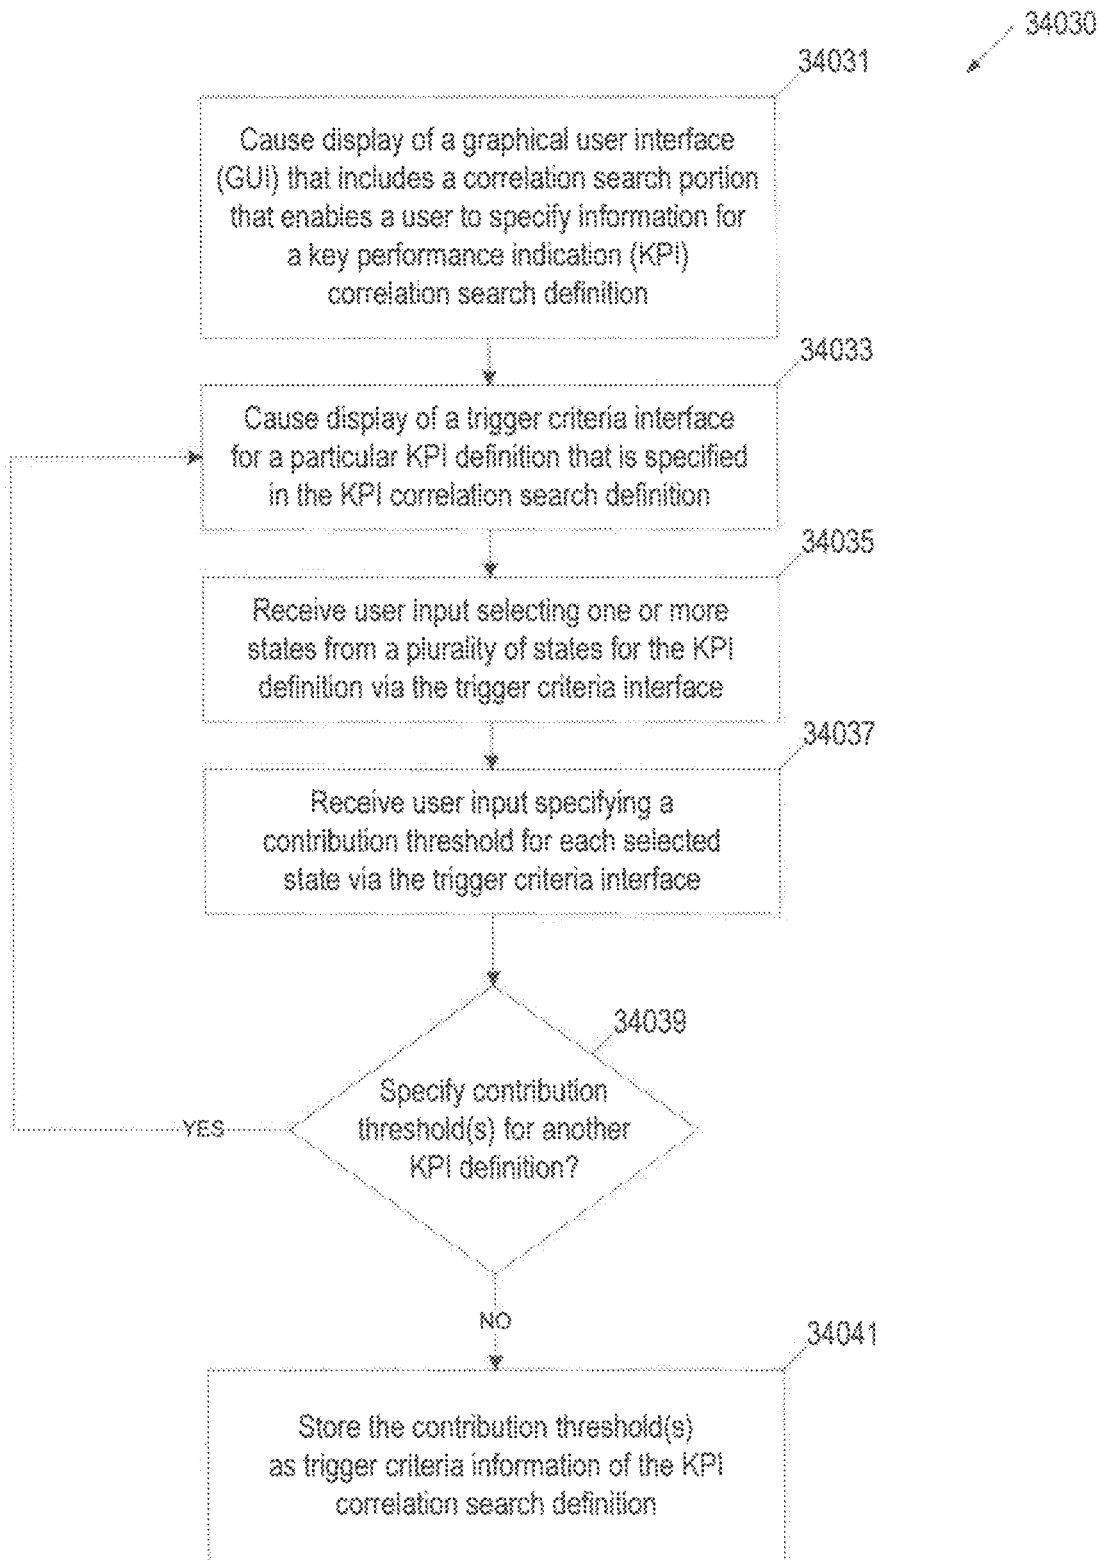 34030
34031
Cause display of a graphical user interface
(GUI) that includes a correlation search portion
that enables a user to specify information for
a key performance indication (KPI)
correlation search definition
34033
Cause display of a trigger criteria interface
for a particular KPI definition that is specified
in the KPI correlation search definition
34035
Receive user input selecting one or more
states from a plurality of states for the KPI
definition via the trigger criteria interface
34037
Receive user input specifying a
contribution threshold for each selected
state via the trigger criteria interface
34039
Specify contribution
threshold(s) for another
KPI definition?
YES
NO
34041
Store the contribution threshold(s)
as trigger criteria information of the KPI
correlation search definition